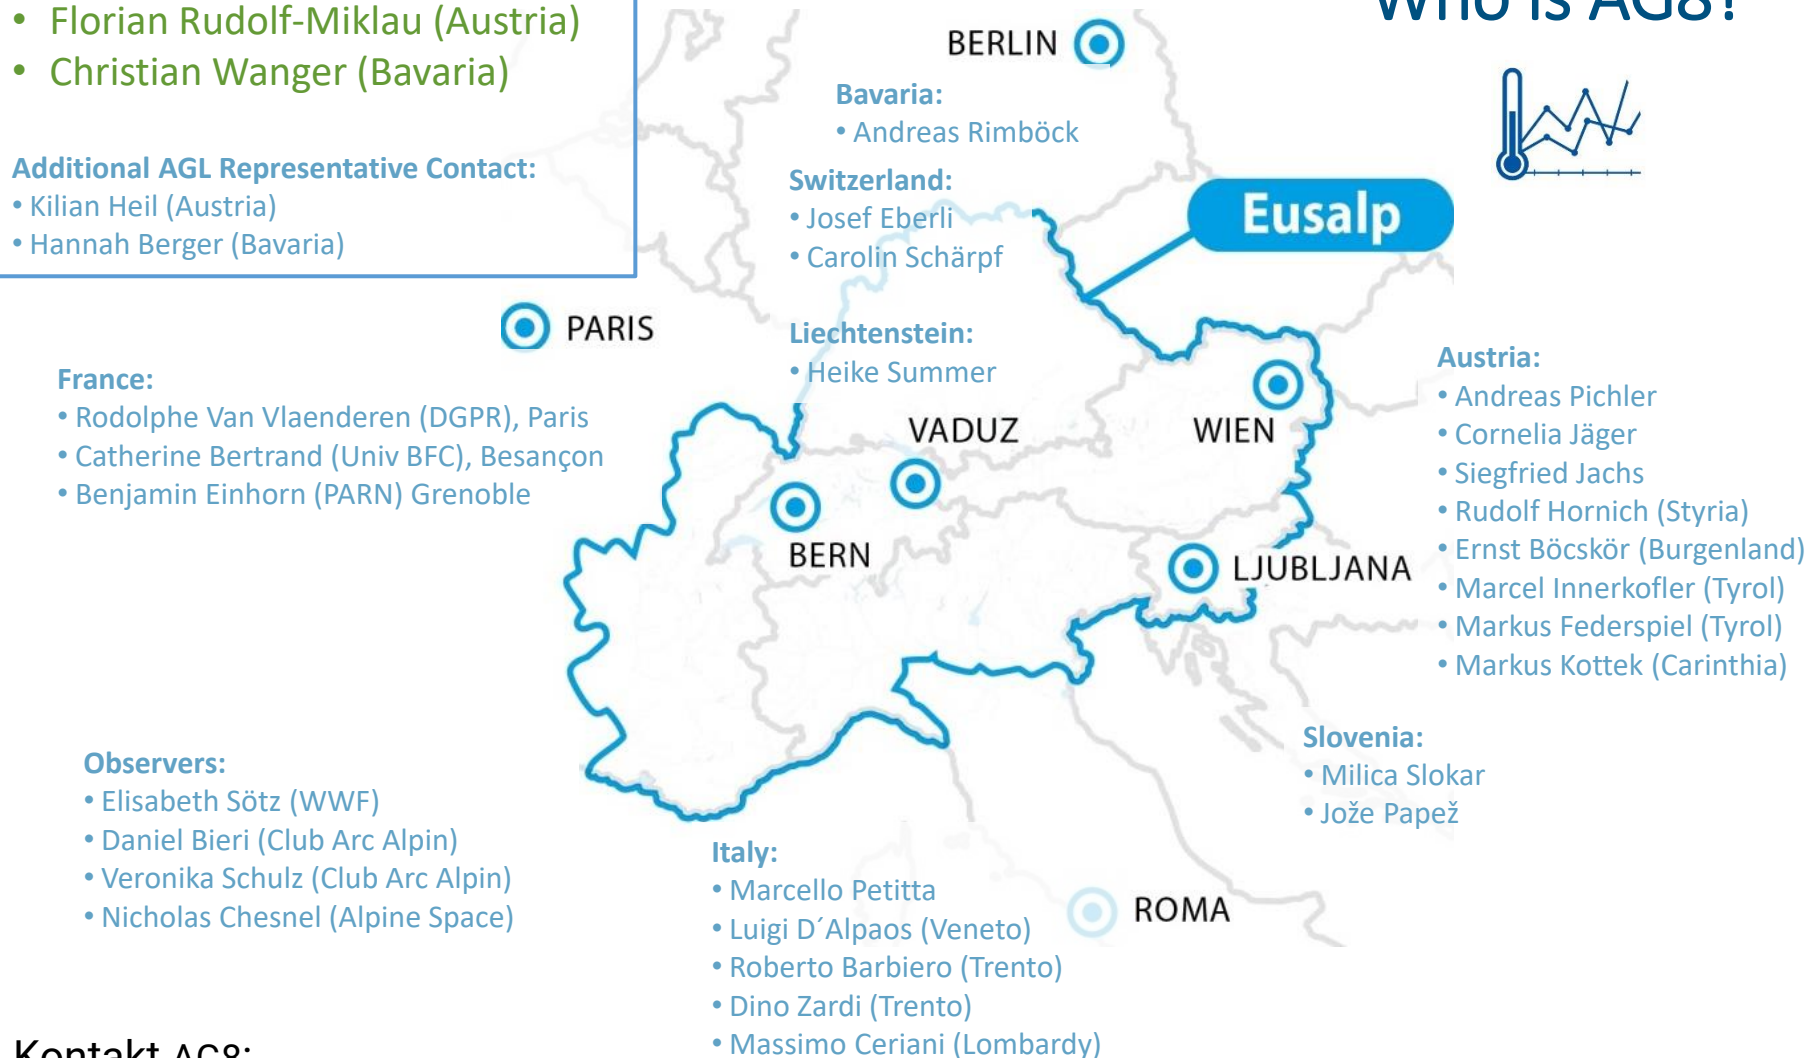 Who is AG8?
• Florian Rudolf-Miklau (Austria)
• Christian Wanger (Bavaria)
Additional AGL Representative Contact:
• Kilian Heil (Austria)
• Hannah Berger (Bavaria)
BERLIN
Bavaria:
• Andreas Rimböck
Switzerland:
• Josef Eberli
• Carolin Schärpf
Eusalp
PARIS
Liechtenstein:
• Heike Summer
France:
• Rodolphe Van Vlaenderen (DGPR), Paris
• Catherine Bertrand (Univ BFC), Besançon
• Benjamin Einhorn (PARN) Grenoble
VADUZ
WIEN
BERN
LJUBLJANA
Austria:
• Andreas Pichler
• Cornelia Jäger
• Siegfried Jachs
• Rudolf Hornich (Styria)
• Ernst Böcskör (Burgenland)
• Marcel Innerkofler (Tyrol)
• Markus Federspiel (Tyrol)
• Markus Kottek (Carinthia)
Slovenia:
• Milica Slokar
• Jože Papež
Observers:
• Elisabeth Sötz (WWF)
• Daniel Bieri (Club Arc Alpin)
• Veronika Schulz (Club Arc Alpin)
• Nicholas Chesnel (Alpine Space)
Italy:
• Marcello Petitta
• Luigi D´Alpaos (Veneto)
• Roberto Barbiero (Trento)
• Dino Zardi (Trento)
• Massimo Ceriani (Lombardy)
ROMA
Kontakt AG8: